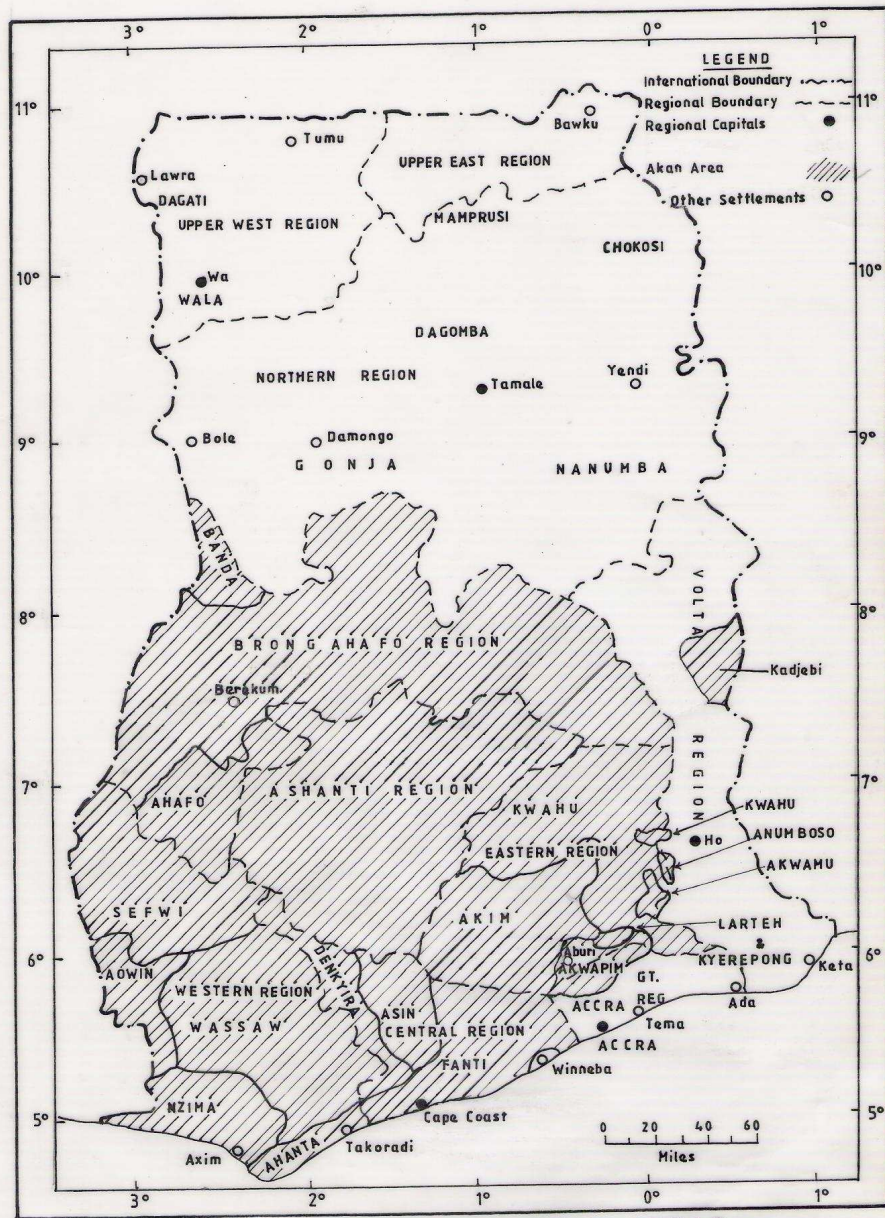 3° 2° 1° 0° 1°
LEGEND
International Boundary
Regional Boundary
Regional Capitals
Akan Area
Other Settlements
11° 11°
Tumu
Bawku
Lawra
UPPER EAST REGION
DAGATI
UPPER WEST REGION
MAMPRUSI
CHOKOSI
10° 10°
Wa
WALA
DAGOMBA
NORTHERN REGION
Tamale
Yendi
9° 9°
Bole
Damongo
GONJA
NANUMBA
BANDA
VOLTA
REGION
8° 8°
BRONG AHAFO REGION
Kadjebi
Berekum
7° 7°
AHAFO
ASHANTI REGION
KWAHU
KWAHU
Ho
ANUMBOSO
EASTERN REGION
AKWAMU
SEFWI
AKIM
LARTEH
6° 6°
AOWIN
DENKYIRA
Aburi
AKWAPIM
KYEREPONG
Keta
WESTERN REGION
WASSAW
ASIN
CENTRAL REGION
GT.
ACCRA REG
Ada
Tema
ACCRA
FANTI
Winneba
NZIMA
Cape Coast
5° 5°
AHANTA
Takoradi
Axim
0 20 40 60
Miles
3° 2° 1° 0° 1°